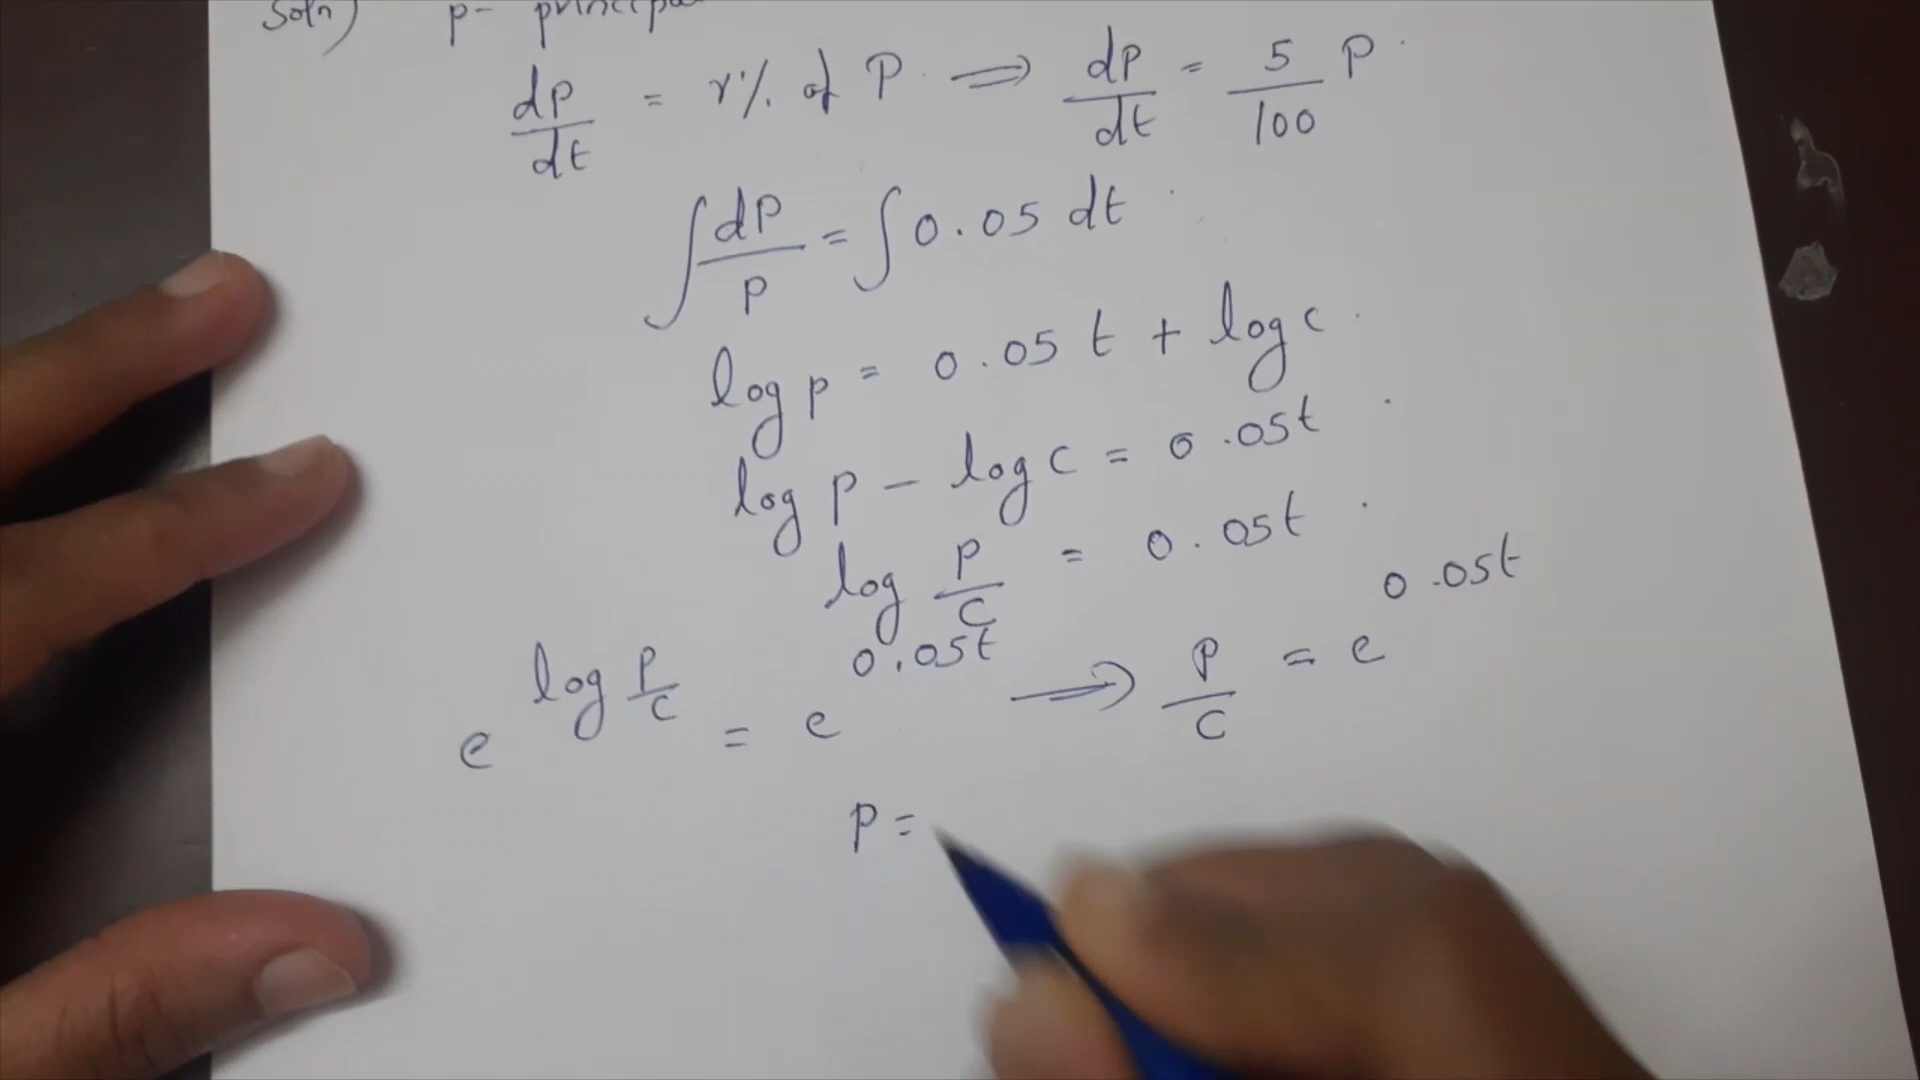 Soln) p- principal
dp/dt = r% of P ⟹ dp/dt = 5/100 P.
∫ dP/P = ∫ 0.05 dt
log p = 0.05 t + log c.
log p - log c = 0.05t
log P/C = 0.05t
e^(log P/C) = e^(0.05t) ⟹ P/C = e^(0.05t)
P =